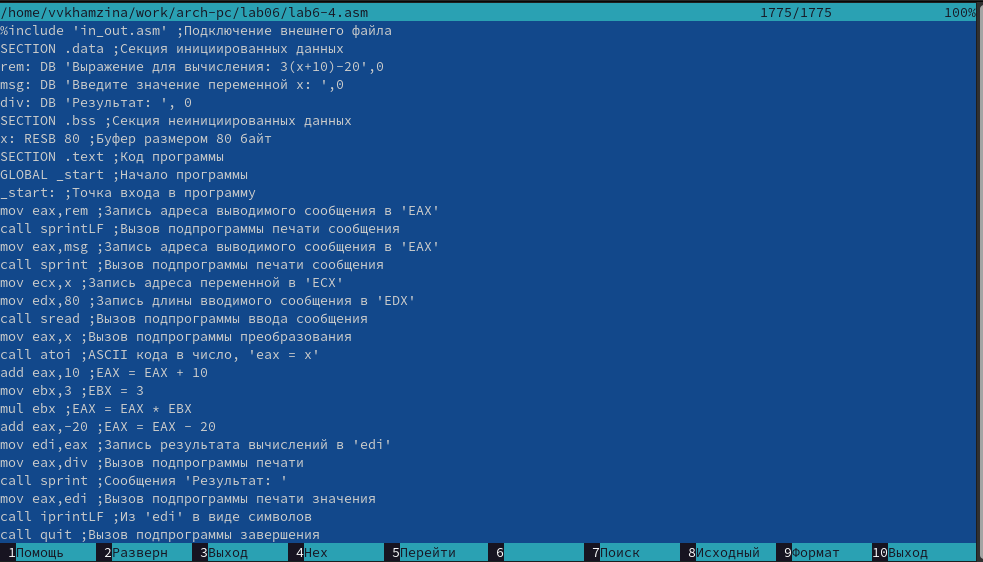 /home/vvkhamzina/work/arch-pc/lab06/lab6-4.asm 1775/1775 100%
%include 'in_out.asm' ;Подключение внешнего файла
SECTION .data ;Секция инициированных данных
rem: DB 'Выражение для вычисления: 3(x+10)-20',0
msg: DB 'Введите значение переменной x: ',0
div: DB 'Результат: ', 0
SECTION .bss ;Секция неинициированных данных
x: RESB 80 ;Буфер размером 80 байт
SECTION .text ;Код программы
GLOBAL _start ;Начало программы
_start: ;Точка входа в программу
mov eax,rem ;Запись адреса выводимого сообщения в 'EAX'
call sprintLF ;Вызов подпрограммы печати сообщения
mov eax,msg ;Запись адреса выводимого сообщения в 'EAX'
call sprint ;Вызов подпрограммы печати сообщения
mov ecx,x ;Запись адреса переменной в 'ECX'
mov edx,80 ;Запись длины вводимого сообщения в 'EDX'
call sread ;Вызов подпрограммы ввода сообщения
mov eax,x ;Вызов подпрограммы преобразования
call atoi ;ASCII кода в число, 'eax = x'
add eax,10 ;EAX = EAX + 10
mov ebx,3 ;EBX = 3
mul ebx ;EAX = EAX * EBX
add eax,-20 ;EAX = EAX - 20
mov edi,eax ;Запись результата вычислений в 'edi'
mov eax,div ;Вызов подпрограммы печати
call sprint ;Сообщения 'Результат: '
mov eax,edi ;Вызов подпрограммы печати значения
call iprintLF ;Из 'edi' в виде символов
call quit ;Вызов подпрограммы завершения
1Помощь 2Разверн 3Выход 4Hex 5Перейти 6 7Поиск 8Исходный 9Формат 10Выход